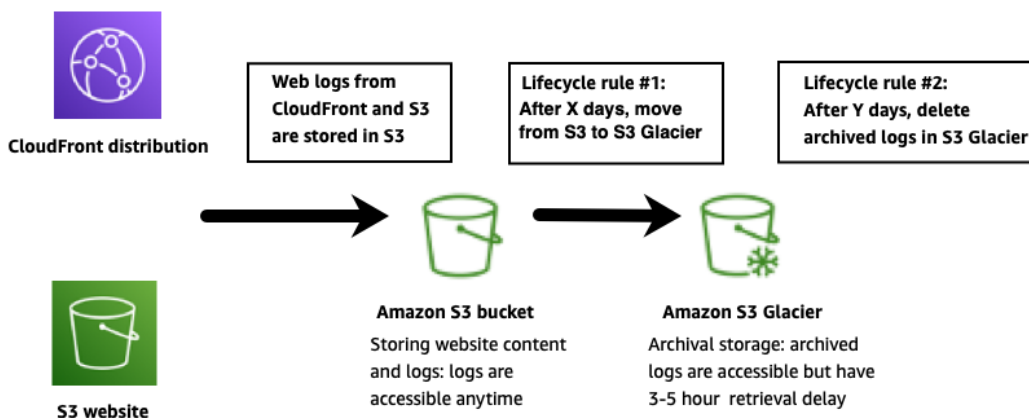 CloudFront distribution
Web logs from
CloudFront and S3
are stored in S3
Lifecycle rule #1:
After X days, move
from S3 to S3 Glacier
Lifecycle rule #2:
After Y days, delete
archived logs in S3 Glacier
S3 website
Amazon S3 bucket
Storing website content
and logs: logs are
accessible anytime
Amazon S3 Glacier
Archival storage: archived
logs are accessible but have
3-5 hour retrieval delay